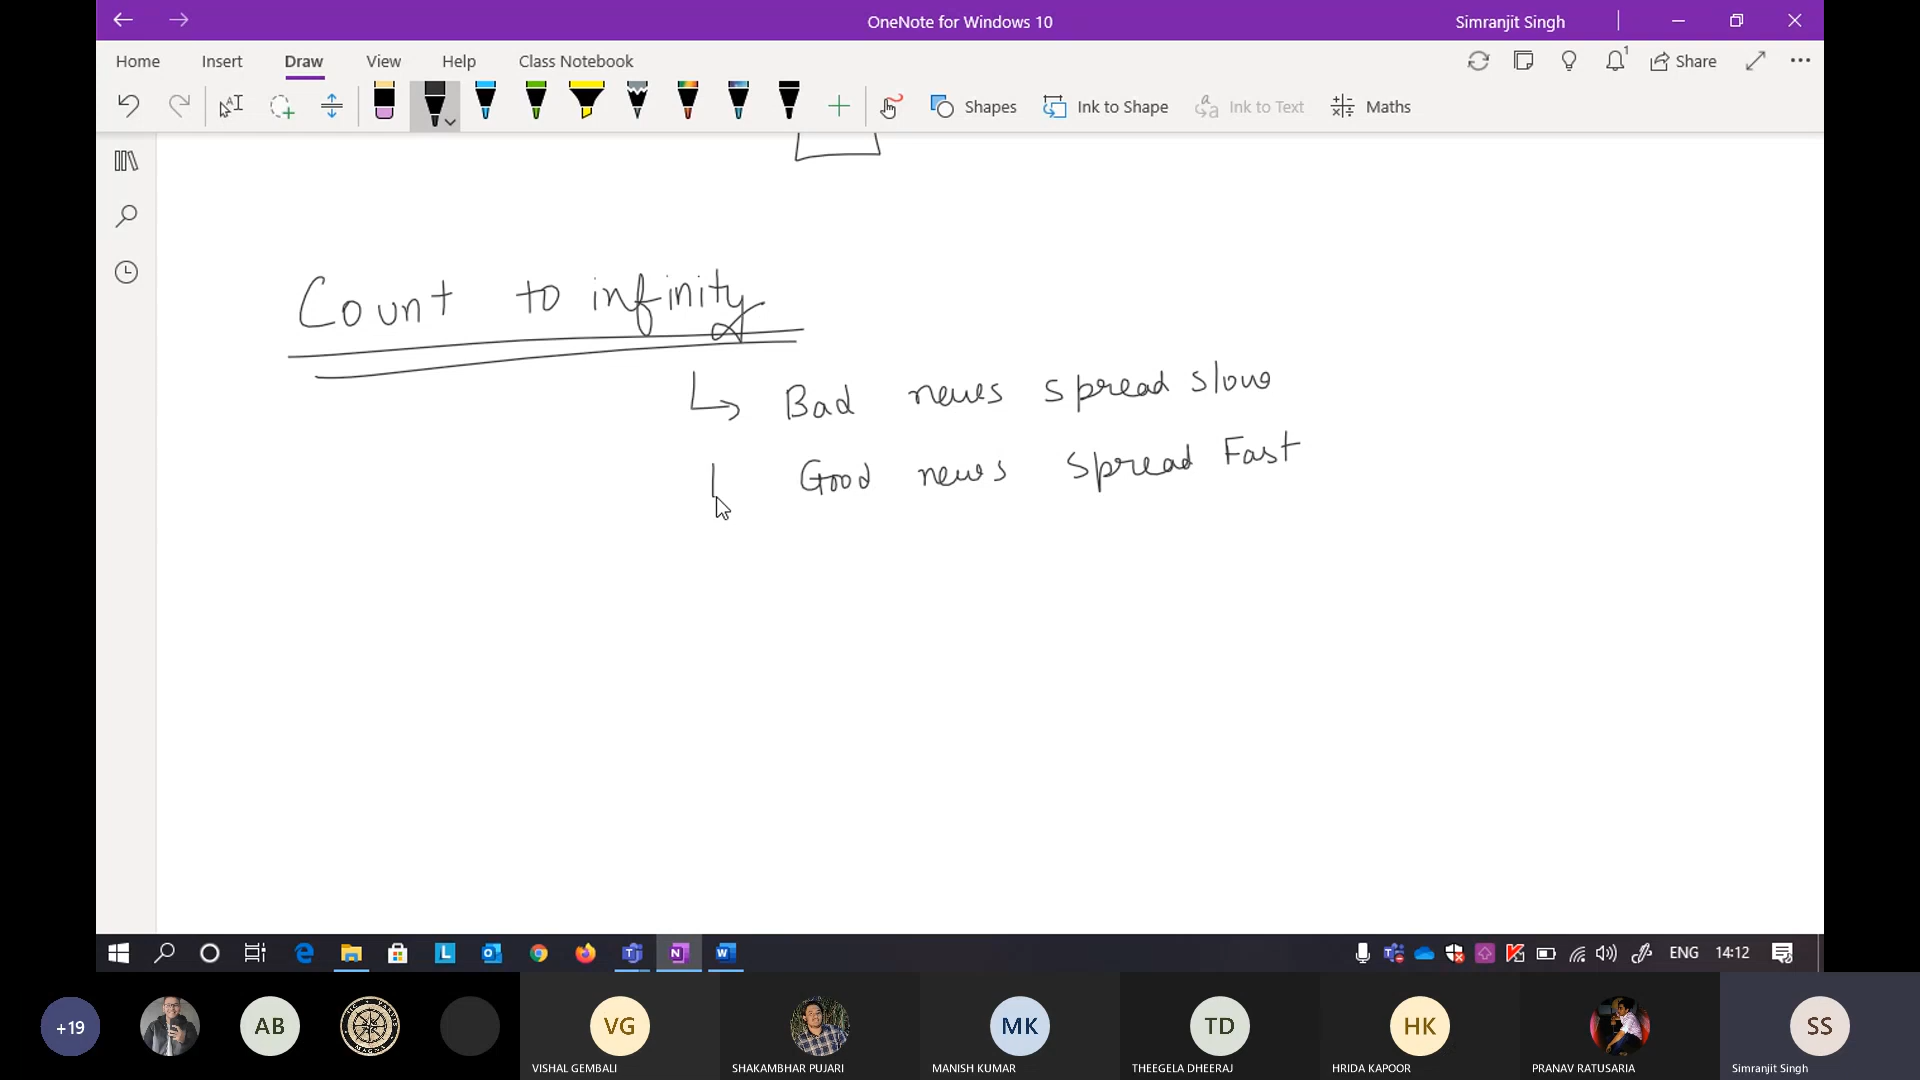 OneNote for Windows 10
Simranjit Singh
Home Insert Draw View Help Class Notebook
1
Share
Shapes
Ink to Shape
Ink to Text
Maths
Count to infinity
Bad news spread slow
Good news spread Fast
ENG 14:12
+19
AB
VG
MK
TD
HK
SS
VISHAL GEMBALI
SHAKAMBHAR PUJARI
MANISH KUMAR
THEEGELA DHEERAJ
HRIDA KAPOOR
PRANAV RATUSARIA
Simranjit Singh